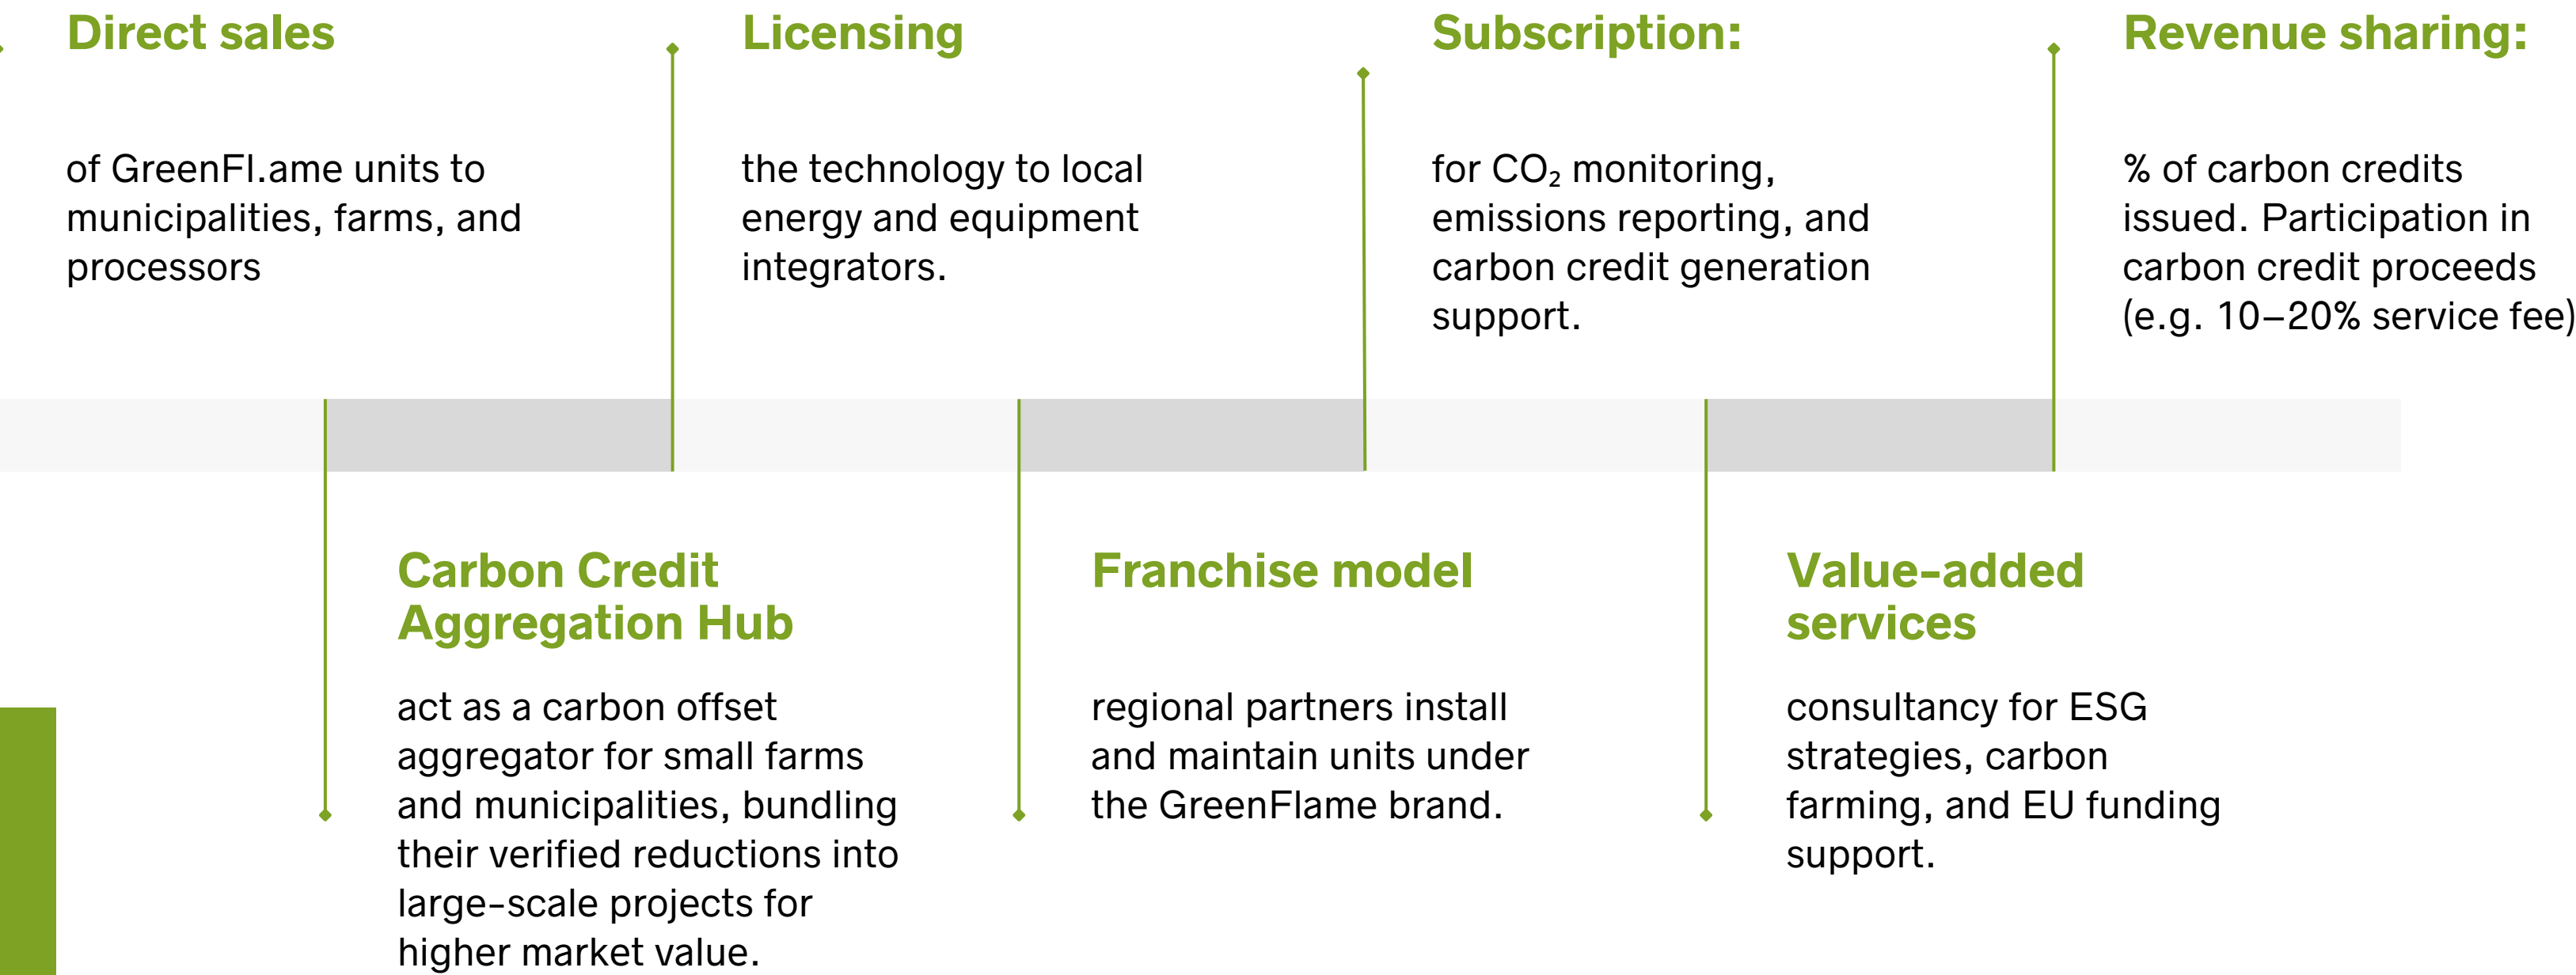 Direct sales
of GreenFl.ame units to
municipalities, farms, and
processors
Licensing
the technology to local
energy and equipment
integrators.
Subscription:
for CO₂ monitoring,
emissions reporting, and
carbon credit generation
support.
Revenue sharing:
% of carbon credits
issued. Participation in
carbon credit proceeds
(e.g. 10–20% service fee)
Carbon Credit
Aggregation Hub
act as a carbon offset
aggregator for small farms
and municipalities, bundling
their verified reductions into
large-scale projects for
higher market value.
Franchise model
regional partners install
and maintain units under
the GreenFlame brand.
Value-added
services
consultancy for ESG
strategies, carbon
farming, and EU funding
support.